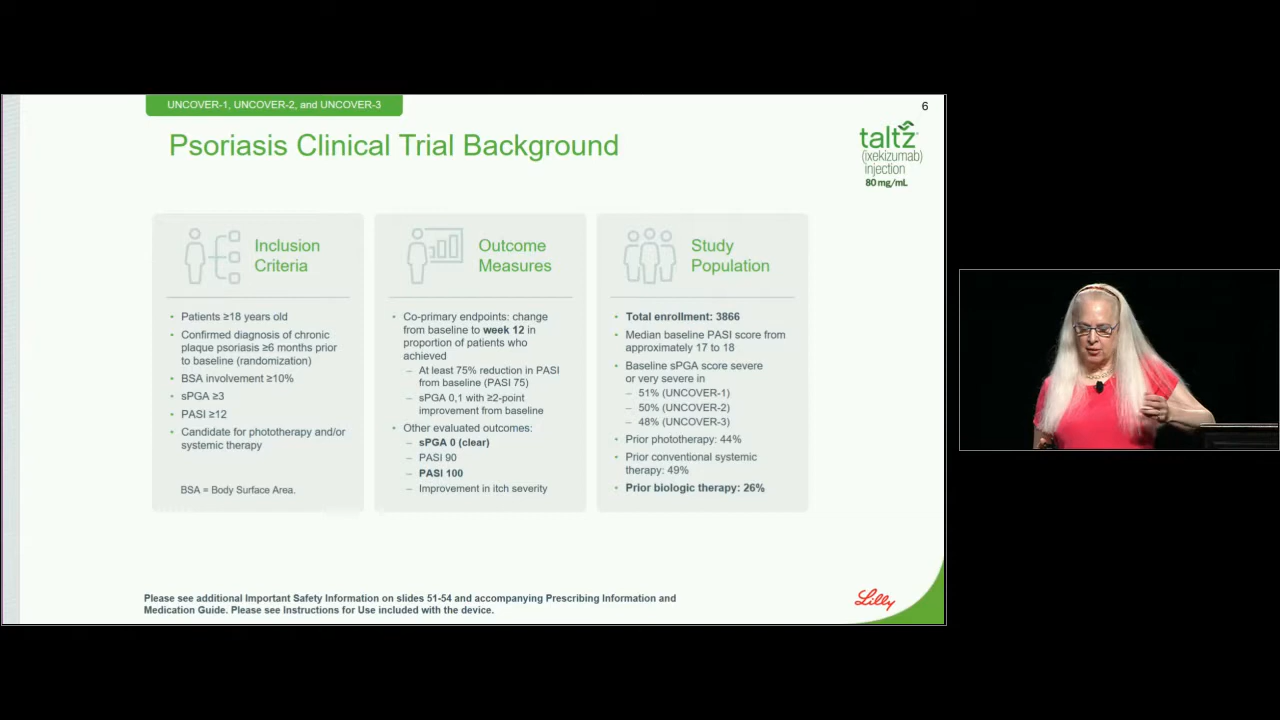 UNCOVER-1, UNCOVER-2, and UNCOVER-3
6
Psoriasis Clinical Trial Background
taltz
(ixekizumab)
injection
80 mg/mL
Inclusion
Criteria
• Patients ≥18 years old
• Confirmed diagnosis of chronic
plaque psoriasis ≥6 months prior
to baseline (randomization)
• BSA involvement ≥10%
• sPGA ≥3
• PASI ≥12
• Candidate for phototherapy and/or
systemic therapy
BSA = Body Surface Area.
Outcome
Measures
• Co-primary endpoints: change
from baseline to week 12 in
proportion of patients who
achieved
– At least 75% reduction in PASI
from baseline (PASI 75)
– sPGA 0,1 with ≥2-point
improvement from baseline
• Other evaluated outcomes:
– sPGA 0 (clear)
– PASI 90
– PASI 100
– Improvement in itch severity
Study
Population
• Total enrollment: 3866
• Median baseline PASI score from
approximately 17 to 18
• Baseline sPGA score severe
or very severe in
– 51% (UNCOVER-1)
– 50% (UNCOVER-2)
– 48% (UNCOVER-3)
• Prior phototherapy: 44%
• Prior conventional systemic
therapy: 49%
• Prior biologic therapy: 26%
Please see additional Important Safety Information on slides 51-54 and accompanying Prescribing Information and
Medication Guide. Please see Instructions for Use included with the device.
Lilly